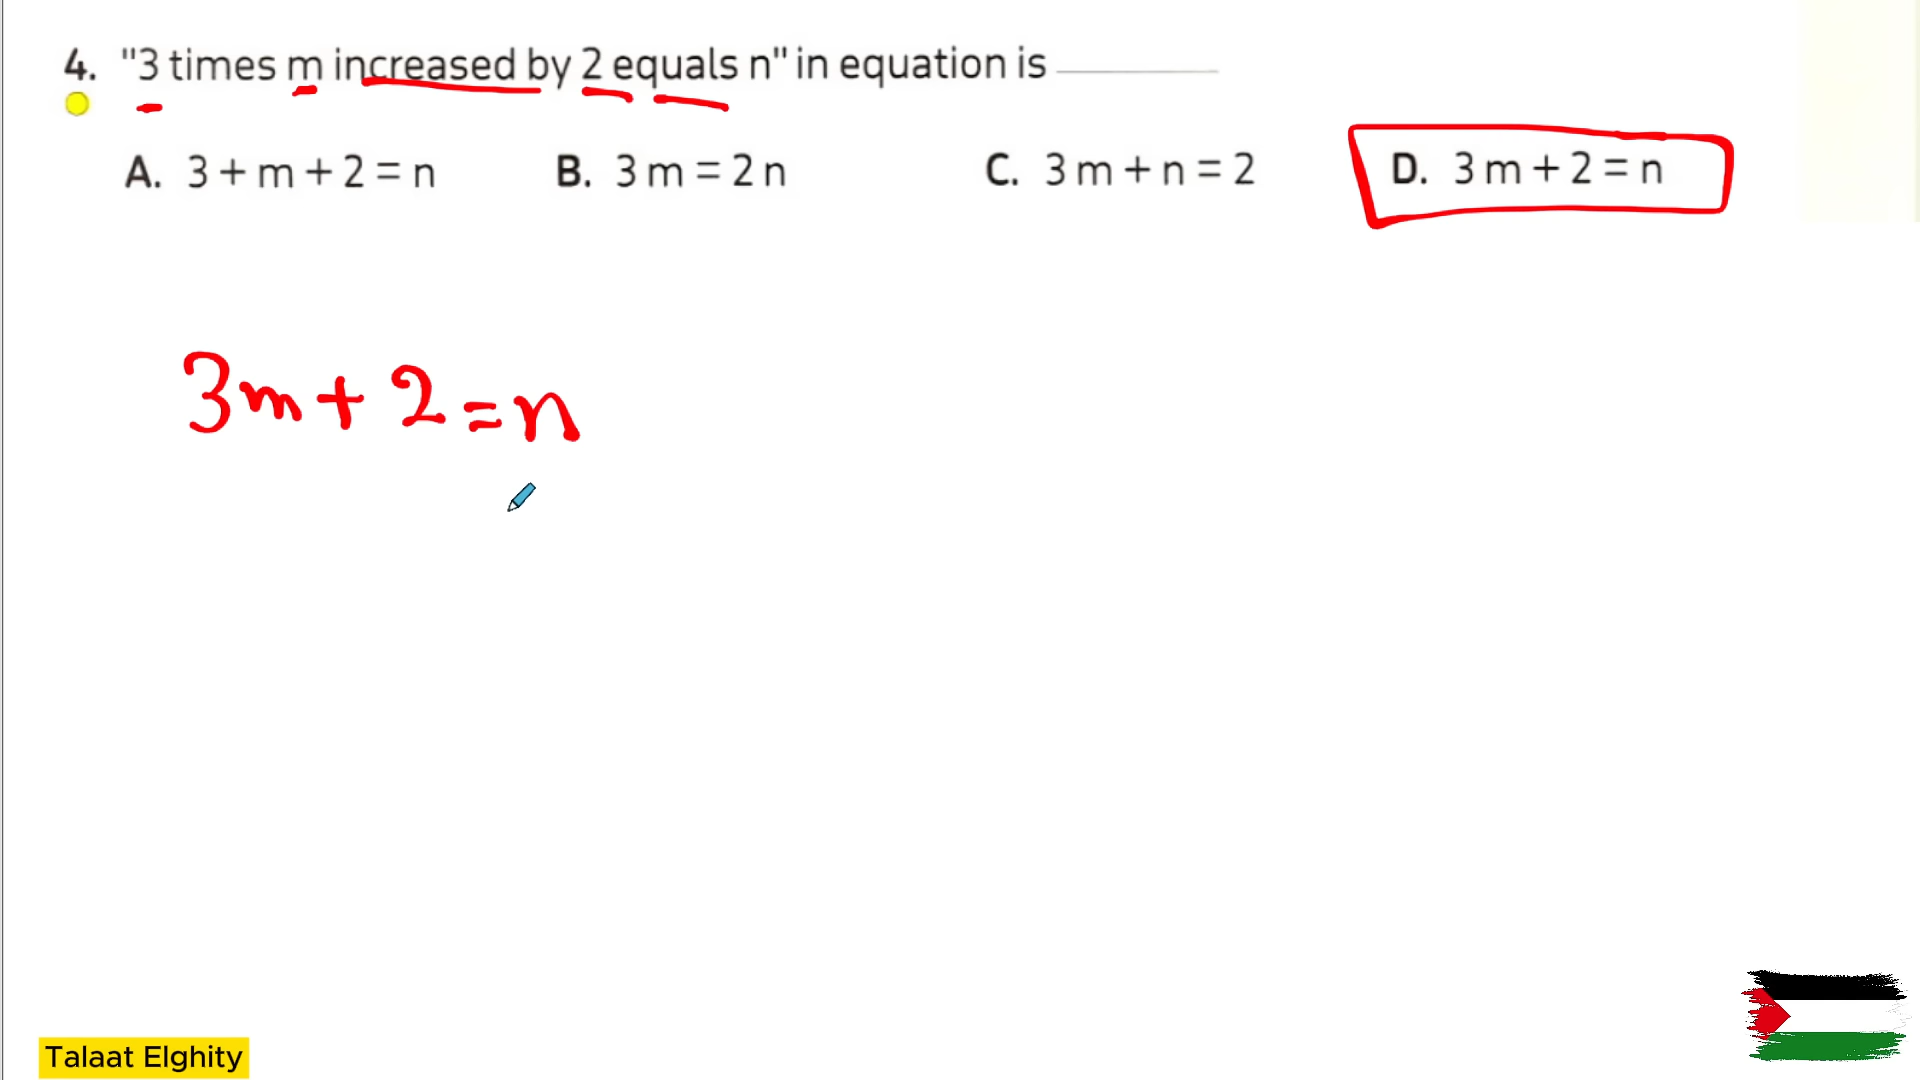 4. "3 times m increased by 2 equals n" in equation is
A. 3 + m + 2 = n B. 3 m = 2 n C. 3 m + n = 2 D. 3 m + 2 = n
3m + 2 = n
Talaat Elghity